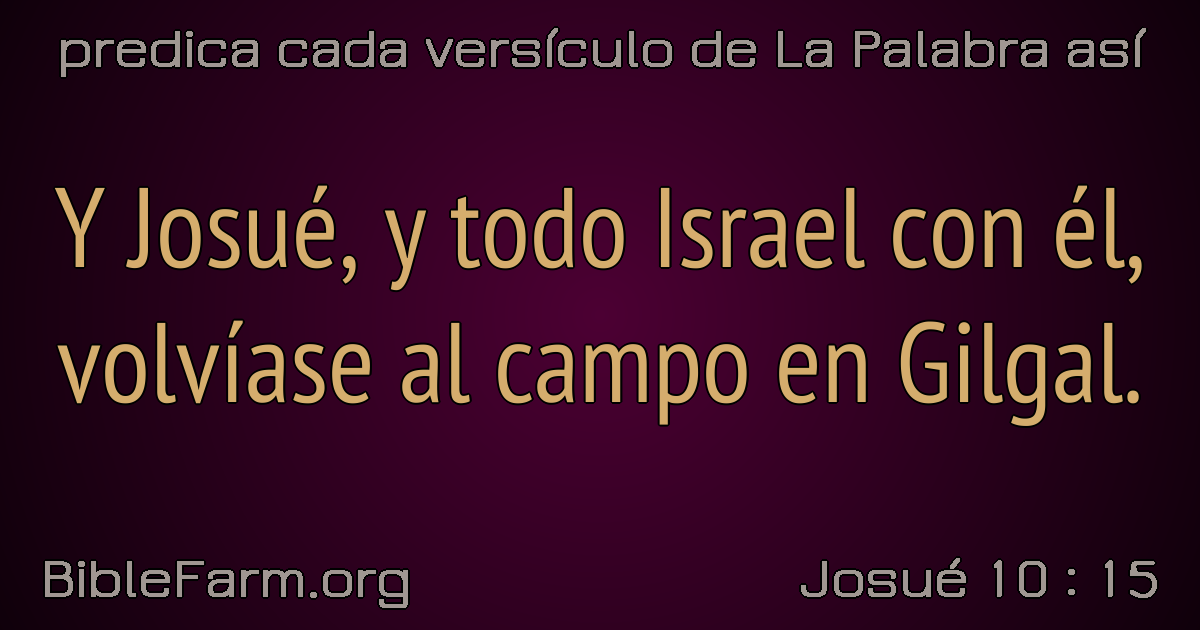 predica cada versículo de La Palabra así
Y Josué, y todo Israel con él,
volvíase al campo en Gilgal.
BibleFarm.org
Josué 10 : 15